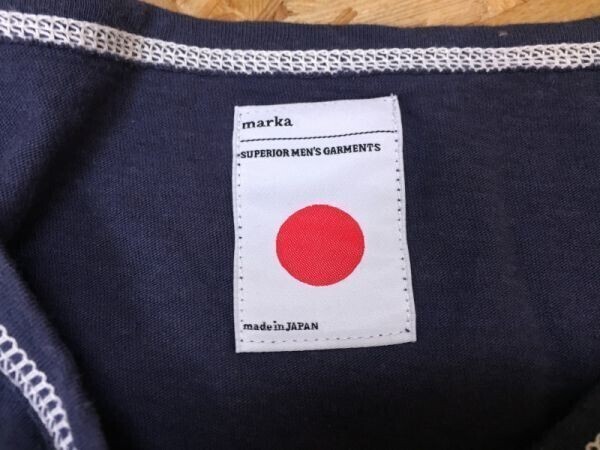 marka
SUPERIOR MEN'S GARMENTS
made in JAPAN